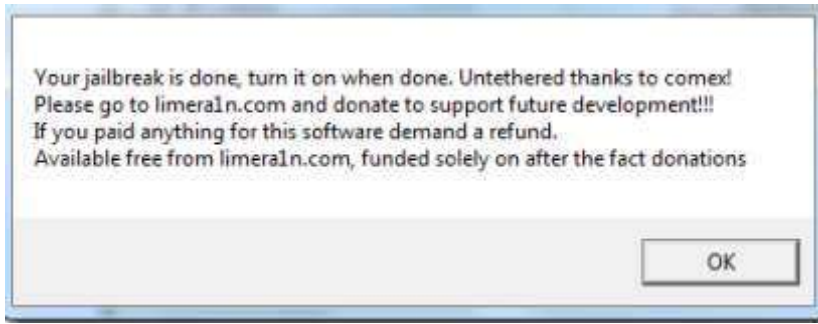 Your jailbreak is done, turn it on when done. Untethered thanks to comex!
Please go to limera1n.com and donate to support future development!!!
If you paid anything for this software demand a refund.
Available free from limera1n.com, funded solely on after the fact donations
OK